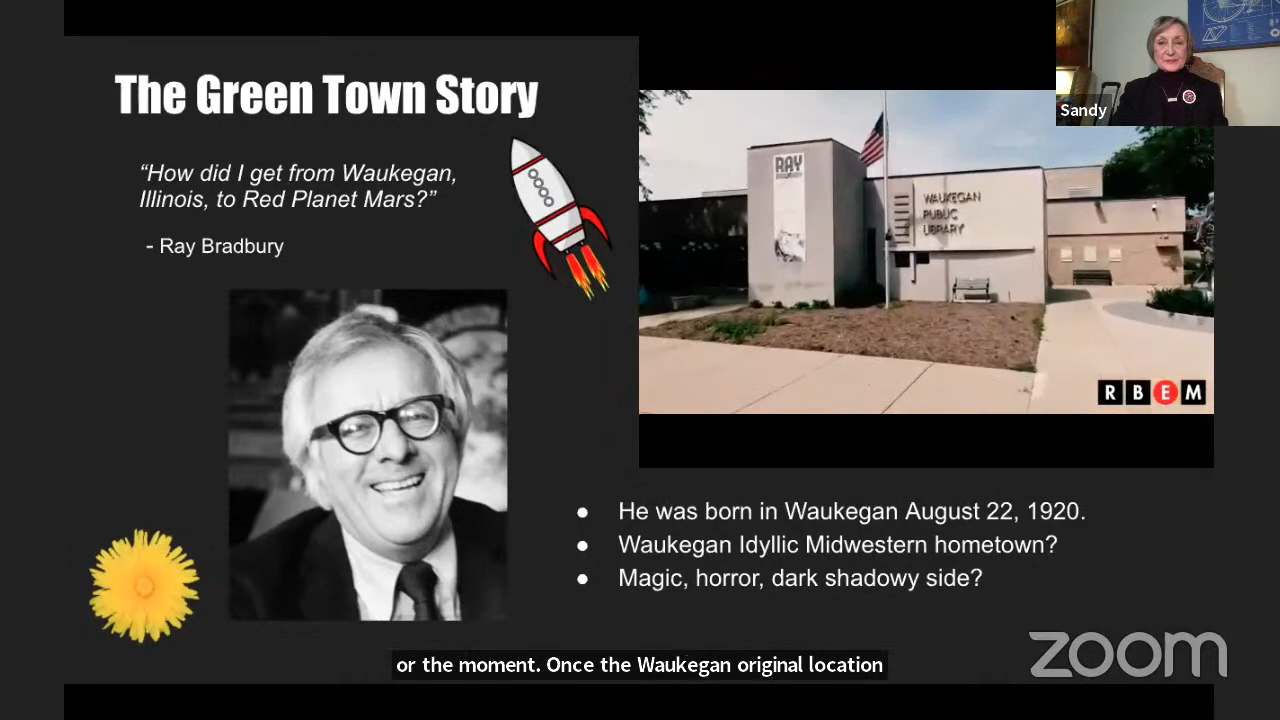 The Green Town Story
“How did I get from Waukegan,
Illinois, to Red Planet Mars?”
- Ray Bradbury
Sandy
RAY
BRADBURY
WAUKEGAN
PUBLIC
LIBRARY
RBEM
● He was born in Waukegan August 22, 1920.
● Waukegan Idyllic Midwestern hometown?
● Magic, horror, dark shadowy side?
or the moment. Once the Waukegan original location
zoom